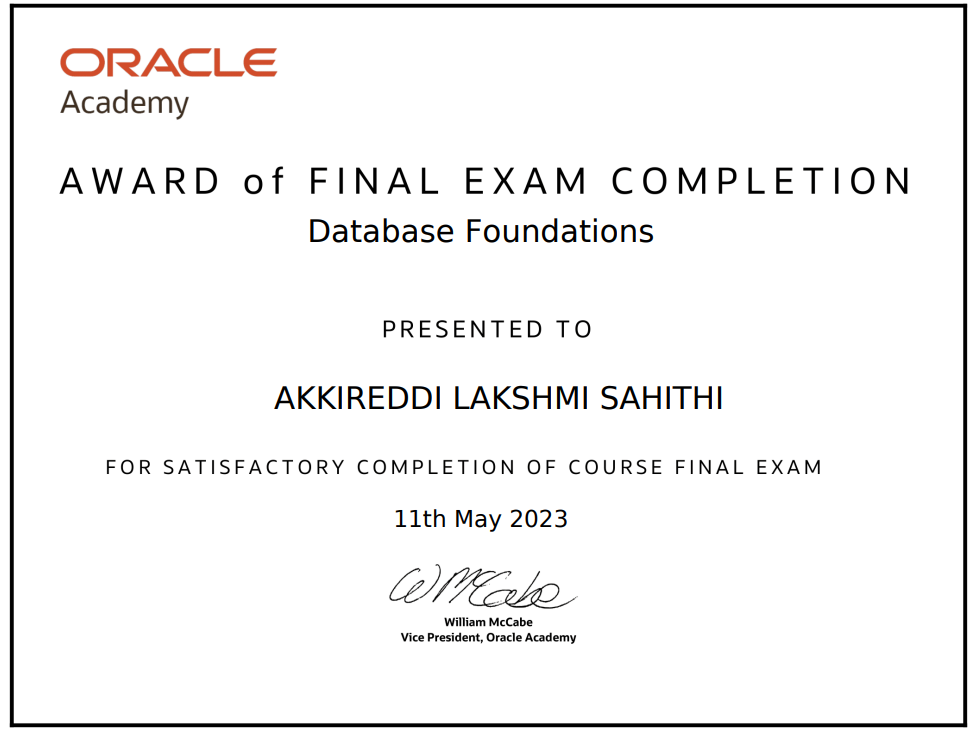 ORACLE
Academy
AWARD of FINAL EXAM COMPLETION
Database Foundations
PRESENTED TO
AKKIREDDI LAKSHMI SAHITHI
FOR SATISFACTORY COMPLETION OF COURSE FINAL EXAM
11th May 2023
W McCabe
William McCabe
Vice President, Oracle Academy